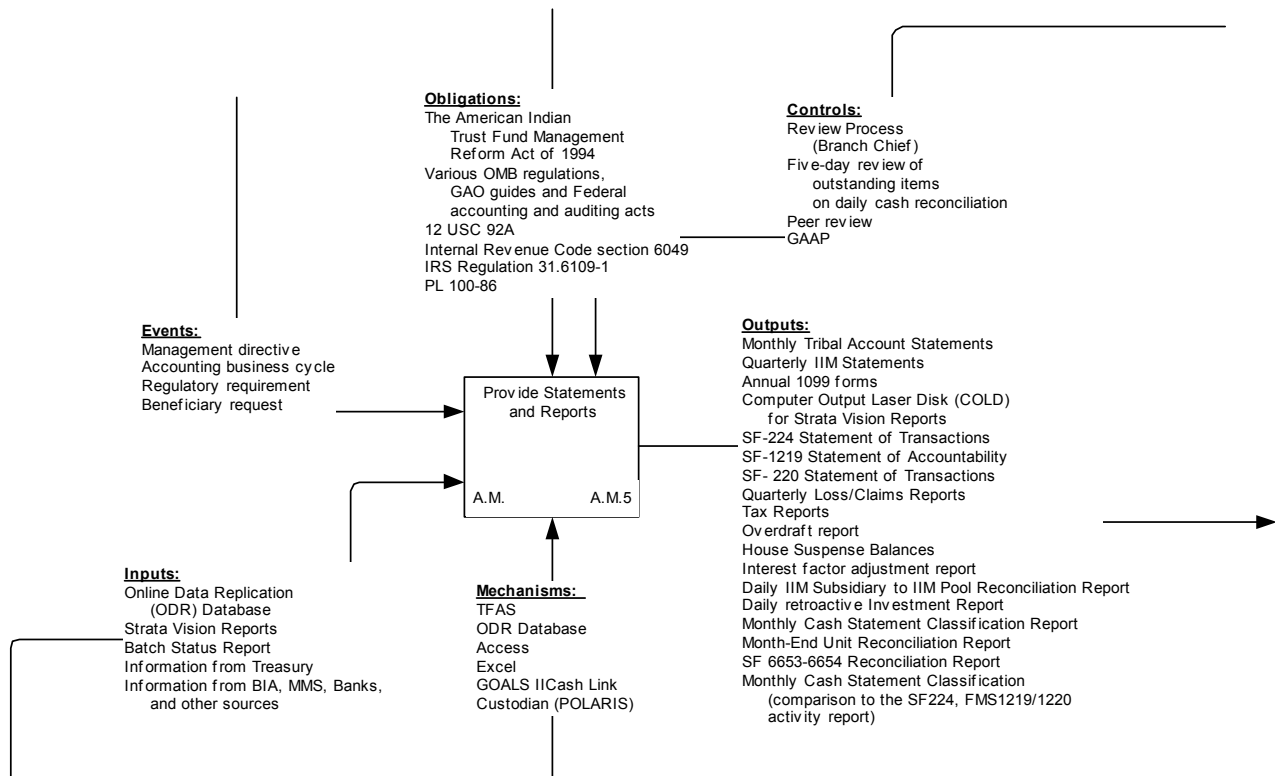 Obligations:
The American Indian
Trust Fund Management
Reform Act of 1994
Various OMB regulations,
GAO guides and Federal
accounting and auditing acts
12 USC 92A
Internal Revenue Code section 6049
IRS Regulation 31.6109-1
PL 100-86
Controls:
Review Process
(Branch Chief)
Five-day review of
outstanding items
on daily cash reconciliation
Peer review
GAAP
Events:
Management directive
Accounting business cycle
Regulatory requirement
Beneficiary request
Provide Statements
and Reports
A.M.
A.M.5
Outputs:
Monthly Tribal Account Statements
Quarterly IIM Statements
Annual 1099 forms
Computer Output Laser Disk (COLD)
for Strata Vision Reports
SF-224 Statement of Transactions
SF-1219 Statement of Accountability
SF- 220 Statement of Transactions
Quarterly Loss/Claims Reports
Tax Reports
Overdraft report
House Suspense Balances
Interest factor adjustment report
Daily IIM Subsidiary to IIM Pool Reconciliation Report
Daily retroactive Investment Report
Monthly Cash Statement Classification Report
Month-End Unit Reconciliation Report
SF 6653-6654 Reconciliation Report
Monthly Cash Statement Classification
(comparison to the SF224, FMS1219/1220
activity report)
Inputs:
Online Data Replication
(ODR) Database
Strata Vision Reports
Batch Status Report
Information from Treasury
Information from BIA, MMS, Banks,
and other sources
Mechanisms:
TFAS
ODR Database
Access
Excel
GOALS IICash Link
Custodian (POLARIS)